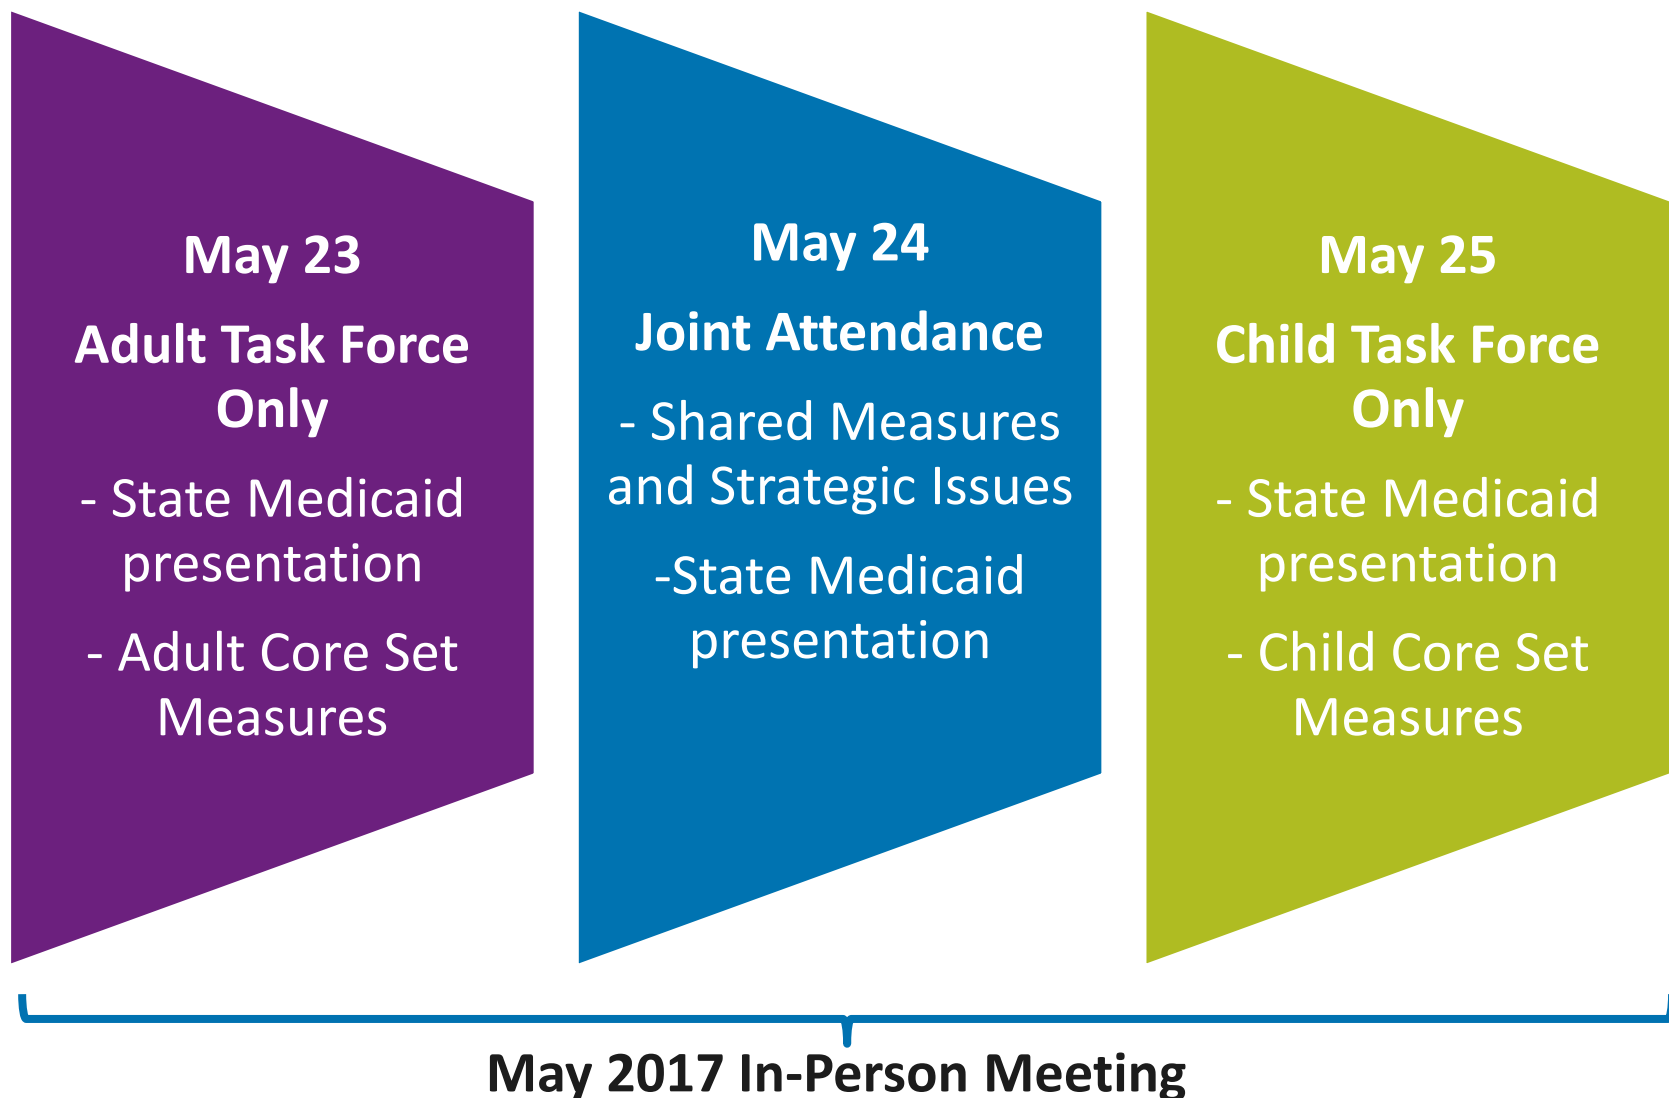 May 23
Adult Task Force
Only
- State Medicaid
presentation
- Adult Core Set
Measures
May 24
Joint Attendance
- Shared Measures
and Strategic Issues
-State Medicaid
presentation
May 25
Child Task Force
Only
- State Medicaid
presentation
- Child Core Set
Measures
May 2017 In-Person Meeting